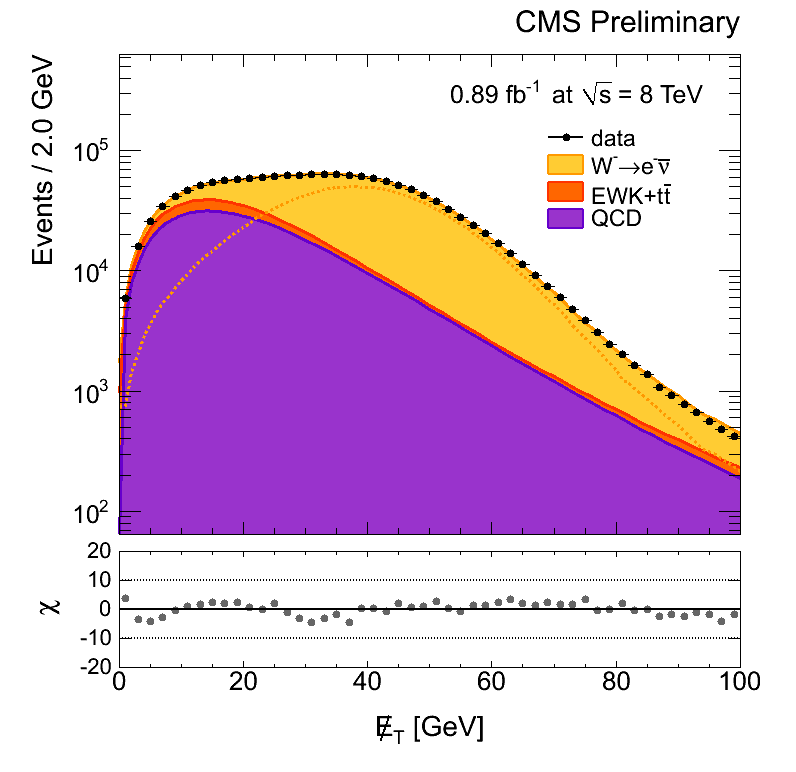 CMS Preliminary
0.89 fb⁻¹ at √s = 8 TeV
data
W⁻→e⁻ν̅
EWK+tt̅
QCD
Events / 2.0 GeV
10⁵
10⁴
10³
10²
χ
20
10
0
-10
-20
0 20 40 60 80 100
E̸_T [GeV]